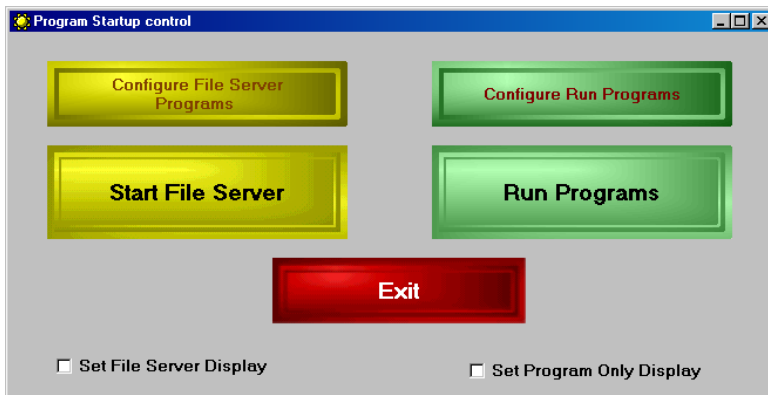 Program Startup control
Configure File Server
Programs
Configure Run Programs
Start File Server
Run Programs
Exit
Set File Server Display
Set Program Only Display